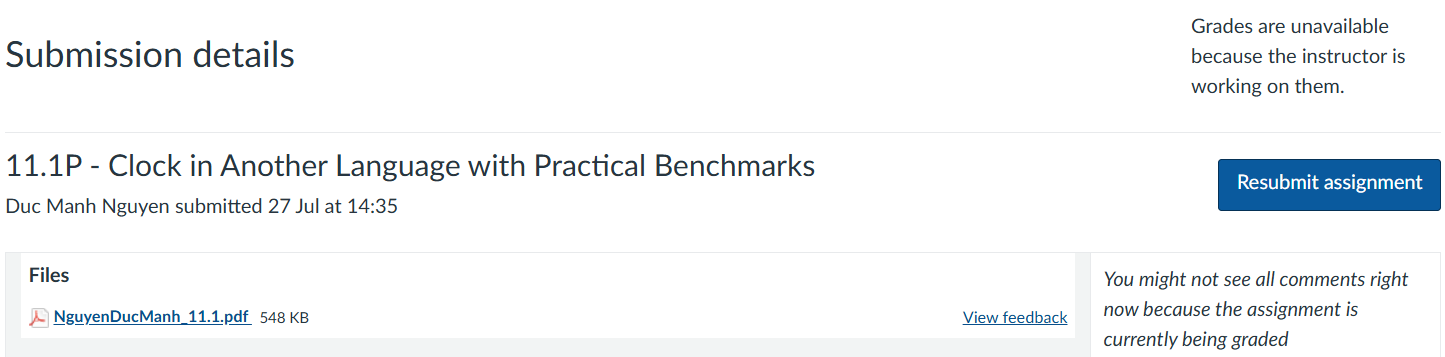 Submission details
Grades are unavailable
because the instructor is
working on them.
11.1P - Clock in Another Language with Practical Benchmarks
Resubmit assignment
Duc Manh Nguyen submitted 27 Jul at 14:35
Files
NguyenDucManh_11.1.pdf 548 KB
View feedback
You might not see all comments right
now because the assignment is
currently being graded